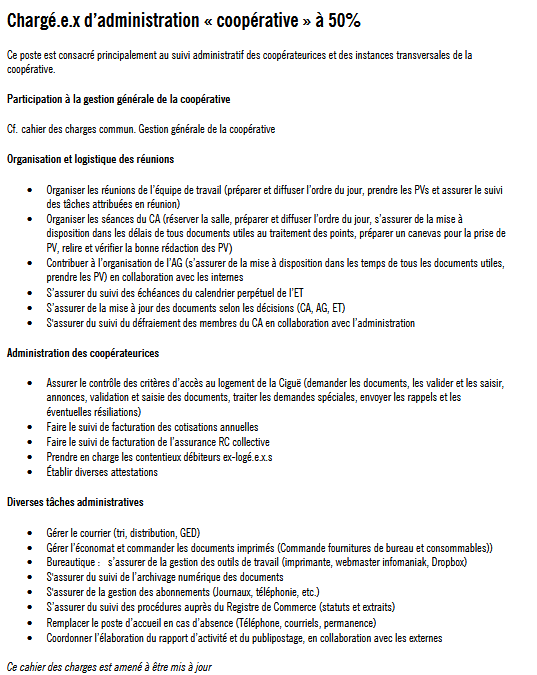 Chargé.e.x d'administration « coopérative » à 50%
Ce poste est consacré principalement au suivi administratif des coopérateurices et des instances transversales de la
coopérative.
Participation à la gestion générale de la coopérative
Cf. cahier des charges commun. Gestion générale de la coopérative
Organisation et logistique des réunions
• Organiser les réunions de l'équipe de travail (préparer et diffuser l'ordre du jour, prendre les PVs et assurer le suivi
des tâches attribuées en réunion)
• Organiser les séances du CA (réserver la salle, préparer et diffuser l'ordre du jour, s'assurer de la mise à
disposition dans les délais de tous documents utiles au traitement des points, préparer un canevas pour la prise de
PV, relire et vérifier la bonne rédaction des PV)
• Contribuer à l'organisation de l'AG (s'assurer de la mise à disposition dans les temps de tous les documents utiles,
prendre les PV) en collaboration avec les internes
• S'assurer du suivi des échéances du calendrier perpétuel de l'ET
• S'assurer de la mise à jour des documents selon les décisions (CA, AG, ET)
• S'assurer du suivi du défraiement des membres du CA en collaboration avec l'administration
Administration des coopérateurices
• Assurer le contrôle des critères d'accès au logement de la Ciguë (demander les documents, les valider et les saisir,
annonces, validation et saisie des documents, traiter les demandes spéciales, envoyer les rappels et les
éventuelles résiliations)
• Faire le suivi de facturation des cotisations annuelles
• Faire le suivi de facturation de l'assurance RC collective
• Prendre en charge les contentieux débiteurs ex-logé.e.x.s
• Établir diverses attestations
Diverses tâches administratives
• Gérer le courrier (tri, distribution, GED)
• Gérer l'économat et commander les documents imprimés (Commande fournitures de bureau et consommables))
• Bureautique : s'assurer de la gestion des outils de travail (imprimante, webmaster infomaniak, Dropbox)
• S'assurer du suivi de l'archivage numérique des documents
• S'assurer de la gestion des abonnements (Journaux, téléphonie, etc.)
• S'assurer du suivi des procédures auprès du Registre de Commerce (statuts et extraits)
• Remplacer le poste d'accueil en cas d'absence (Téléphone, courriels, permanence)
• Coordonner l'élaboration du rapport d'activité et du publipostage, en collaboration avec les externes
Ce cahier des charges est amené à être mis à jour